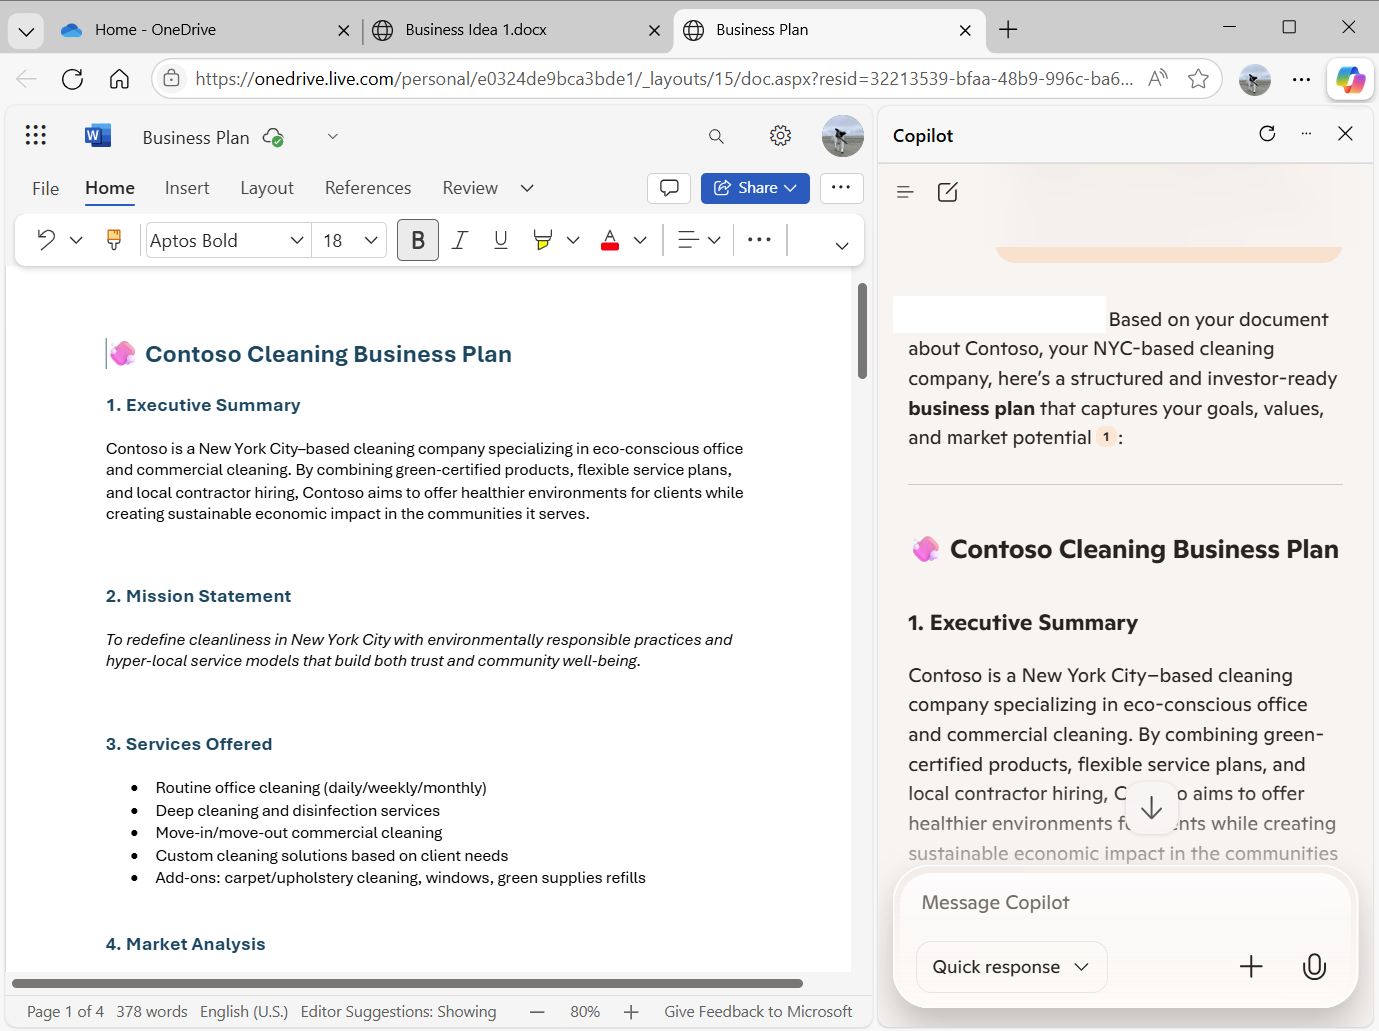 Home - OneDrive
Business Idea 1.docx
Business Plan
https://onedrive.live.com/personal/e0324de9bca3bde1/_layouts/15/doc.aspx?resid=32213539-bfaa-48b9-996c-ba6...
W
Business Plan
File Home Insert Layout References Review
Share
Aptos Bold 18 B I U A
Contoso Cleaning Business Plan
1. Executive Summary
Contoso is a New York City–based cleaning company specializing in eco-conscious office
and commercial cleaning. By combining green-certified products, flexible service plans,
and local contractor hiring, Contoso aims to offer healthier environments for clients while
creating sustainable economic impact in the communities it serves.
2. Mission Statement
To redefine cleanliness in New York City with environmentally responsible practices and
hyper-local service models that build both trust and community well-being.
3. Services Offered
• Routine office cleaning (daily/weekly/monthly)
• Deep cleaning and disinfection services
• Move-in/move-out commercial cleaning
• Custom cleaning solutions based on client needs
• Add-ons: carpet/upholstery cleaning, windows, green supplies refills
4. Market Analysis
Page 1 of 4 378 words English (U.S.) Editor Suggestions: Showing — 80% + Give Feedback to Microsoft
Copilot
Based on your document
about Contoso, your NYC-based cleaning
company, here’s a structured and investor-ready
business plan that captures your goals, values,
and market potential 1 :
Contoso Cleaning Business Plan
1. Executive Summary
Contoso is a New York City–based cleaning
company specializing in eco-conscious office
and commercial cleaning. By combining green-
certified products, flexible service plans, and
local contractor hiring, C o aims to offer
healthier environments f nts while creating
sustainable economic impact in the communities
Message Copilot
Quick response